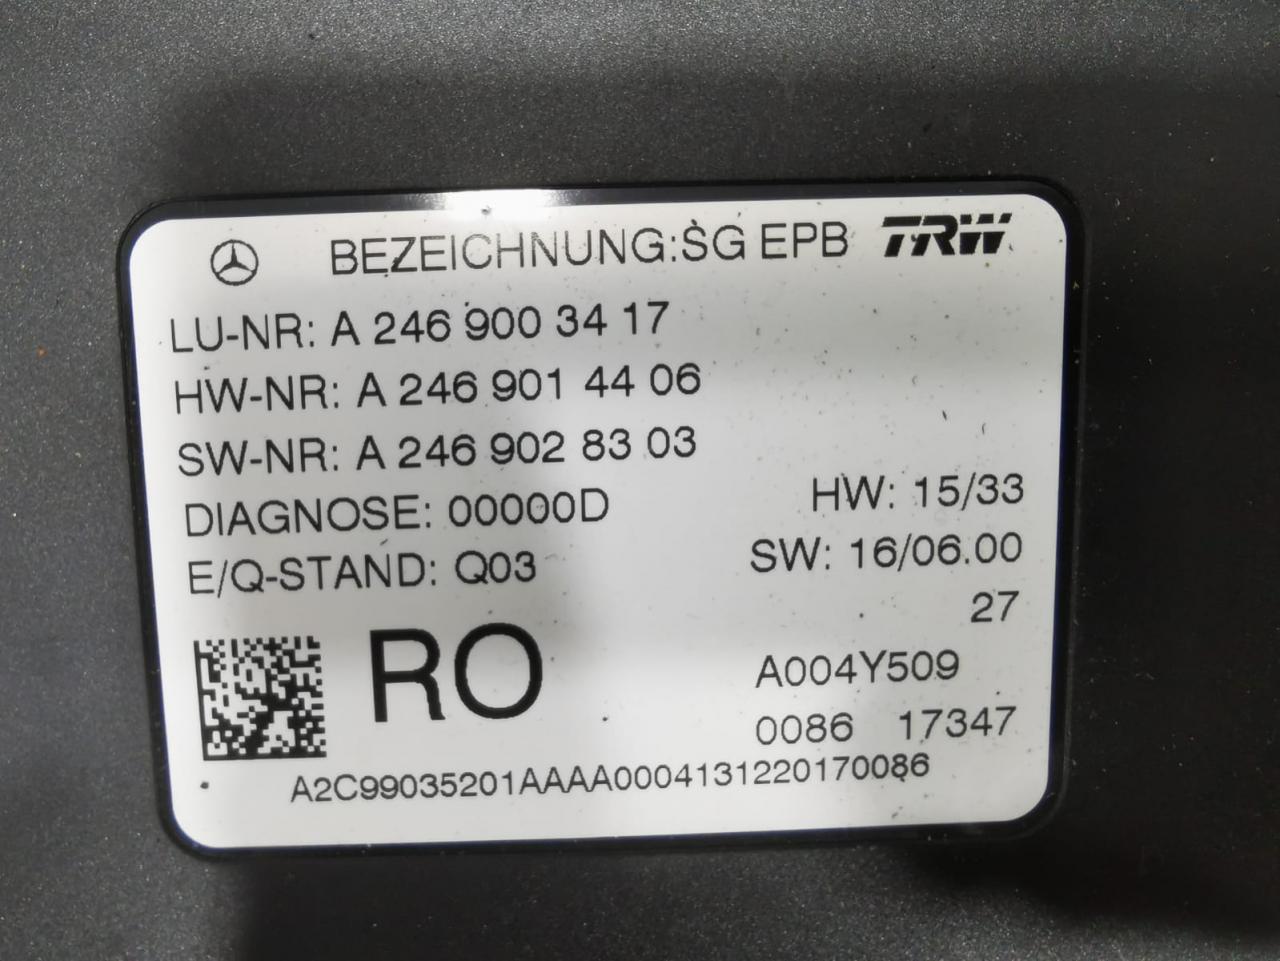 BEZEICHNUNG:SG EPB TRW
LU-NR: A 246 900 34 17
HW-NR: A 246 901 44 06
SW-NR: A 246 902 83 03
DIAGNOSE: 00000D HW: 15/33
E/Q-STAND: Q03 SW: 16/06.00
27
RO A004Y509
0086 17347
A2C99035201AAAA0004131220170086